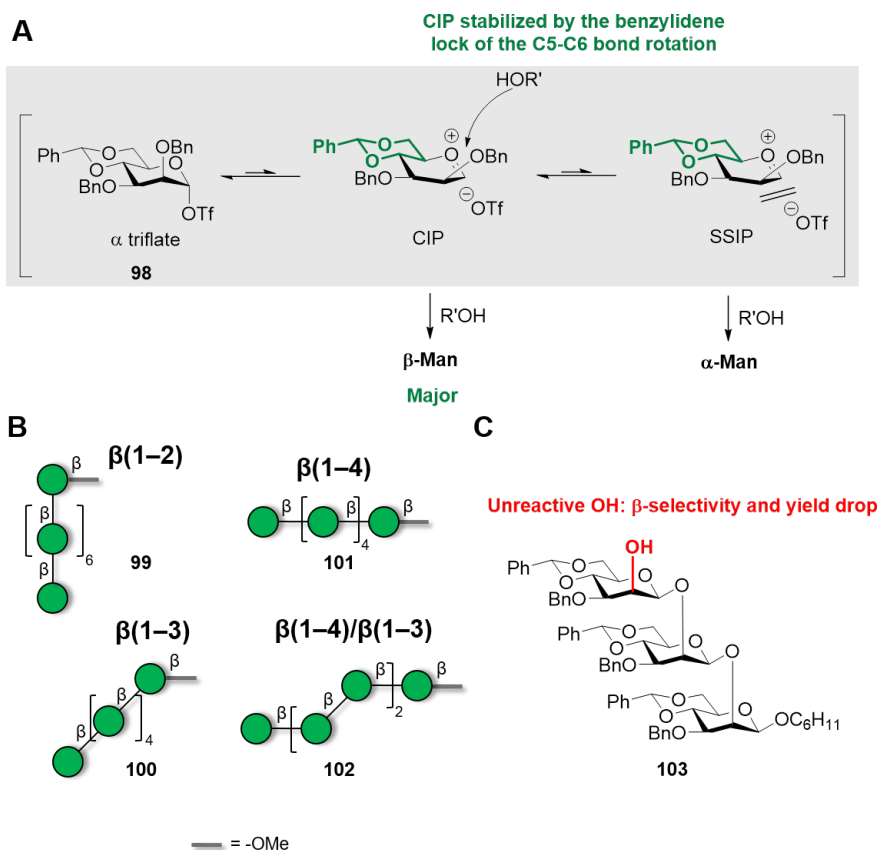 A
CIP stabilized by the benzylidene
lock of the C5-C6 bond rotation
HOR'
Ph O O OBn O BnO OTf
α triflate
98
Ph O O ⊕ O OBn BnO ⊖ OTf
CIP
Ph O O ⊕ O OBn BnO ⊖ OTf
SSIP
R'OH
β-Man
Major
R'OH
α-Man
B
β(1–2)
β
β
6
β
99
β(1–4)
β β β
4
101
β(1–3)
β
β
β
4
100
β(1–4)/β(1–3)
β
β
β
β
2
102
= -OMe
C
Unreactive OH: β-selectivity and yield drop
OH
Ph O O O O
BnO
Ph O O O O
BnO
Ph O O O OC6H11
BnO
103